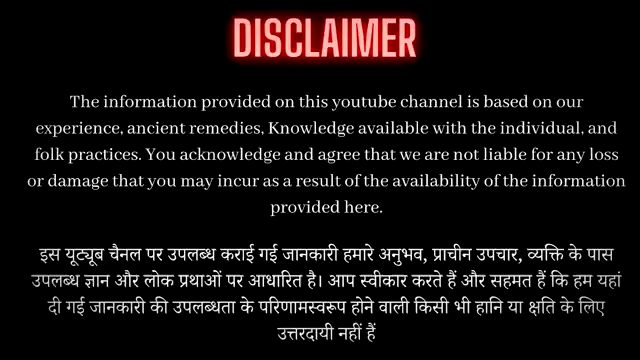 DISCLAIMER
The information provided on this youtube channel is based on our
experience, ancient remedies, Knowledge available with the individual, and
folk practices. You acknowledge and agree that we are not liable for any loss
or damage that you may incur as a result of the availability of the information
provided here.
इस यूट्यूब चैनल पर उपलब्ध कराई गई जानकारी हमारे अनुभव, प्राचीन उपचार, व्यक्ति के पास
उपलब्ध ज्ञान और लोक प्रथाओं पर आधारित है। आप स्वीकार करते हैं और सहमत हैं कि हम यहां
दी गई जानकारी की उपलब्धता के परिणामस्वरूप होने वाली किसी भी हानि या क्षति के लिए
उत्तरदायी नहीं हैं